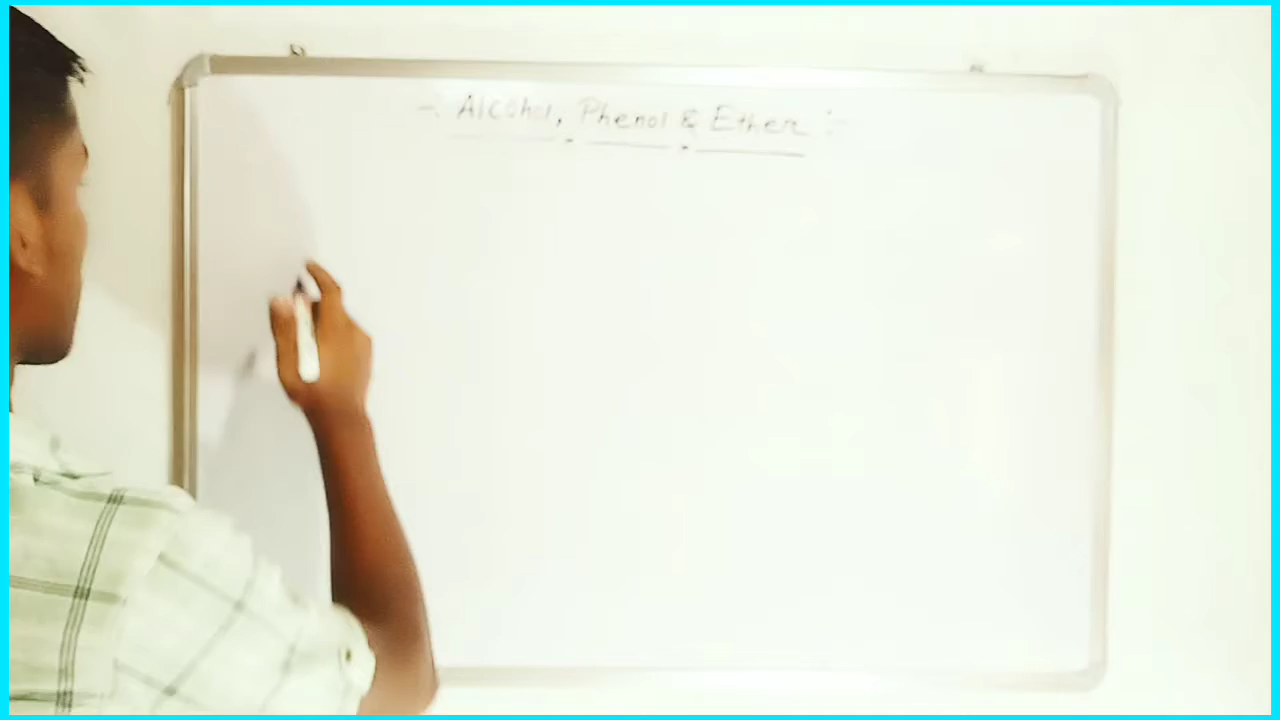 -: Alcohol, Phenol & Ether :-